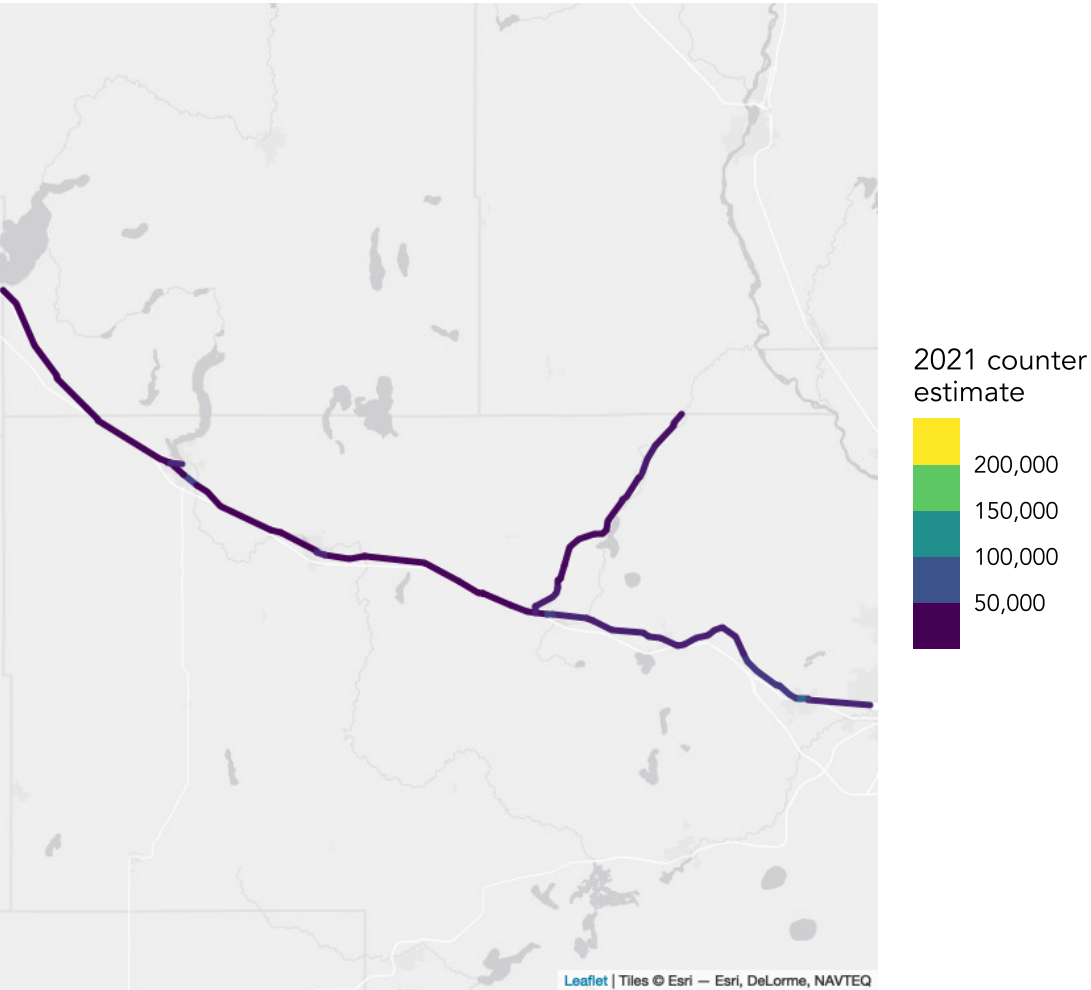 2021 counter
estimate
200,000
150,000
100,000
50,000
Leaflet | Tiles © Esri — Esri, DeLorme, NAVTEQ